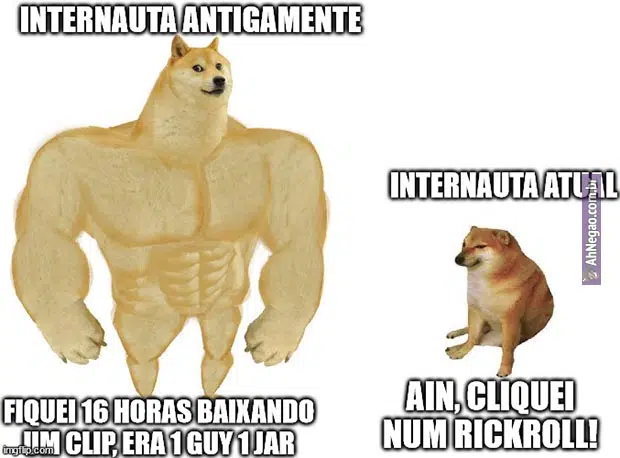 INTERNAUTA ANTIGAMENTE
FIQUEI 16 HORAS BAIXANDO
UM CLIP, ERA 1 GUY 1 JAR
INTERNAUTA ATUAL
AIN, CLIQUEI
NUM RICKROLL!
AhNegao.com.br
imgflip.com